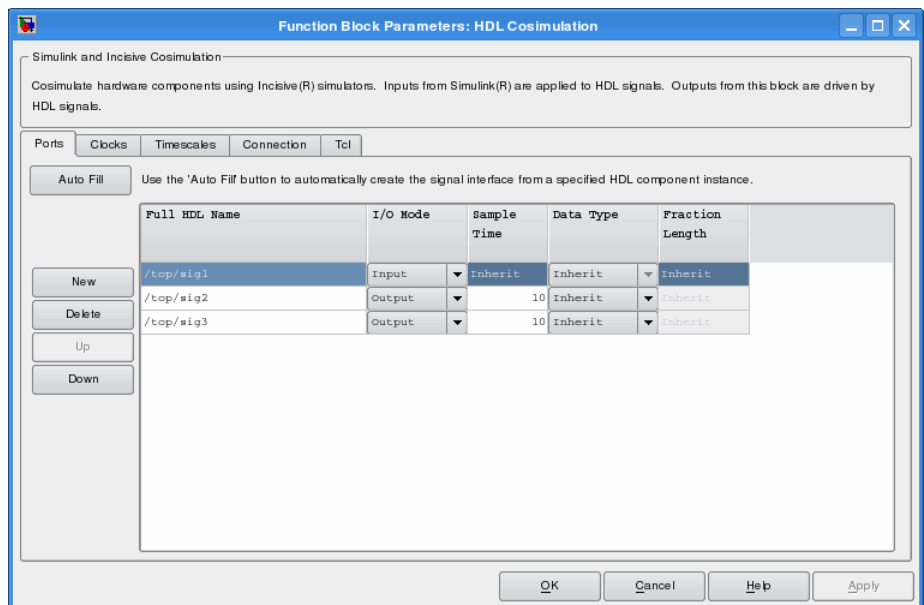 Function Block Parameters: HDL Cosimulation
Simulink and Incisive Cosimulation
Cosimulate hardware components using Incisive(R) simulators. Inputs from Simulink(R) are applied to HDL signals. Outputs from this block are driven by
HDL signals.
Ports Clocks Timescales Connection Tcl
Auto Fill Use the 'Auto Fill' button to automatically create the signal interface from a specified HDL component instance.
Full HDL Name I/O Mode Sample Data Type Fraction
Time Length
/top/sig1 Input Inherit Inherit Inherit
/top/sig2 Output 10 Inherit Inherit
/top/sig3 Output 10 Inherit Inherit
New
Delete
Up
Down
OK Cancel Help Apply